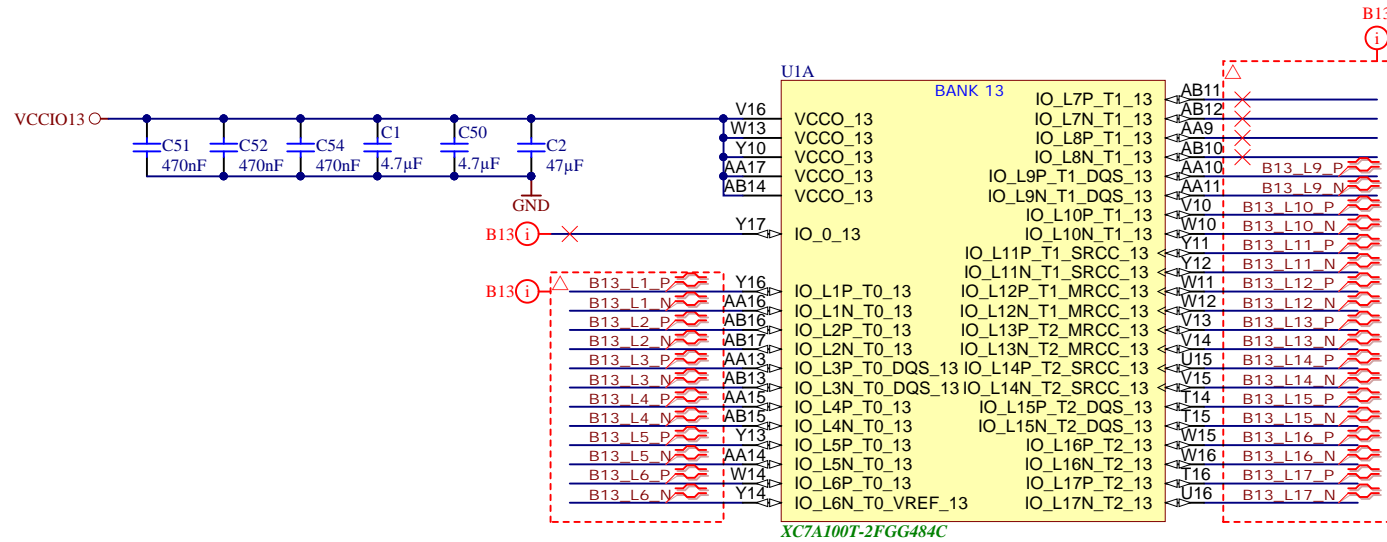 B13
i
U1A
BANK 13
VCCIO13
C51
470nF
C52
470nF
C54
470nF
C1
4.7µF
C50
4.7µF
C2
47µF
GND
V16 VCCO_13
W13 VCCO_13
Y10 VCCO_13
AA17 VCCO_13
AB14 VCCO_13
B13 i Y17 IO_0_13
B13 i
B13_L1_P Y16 IO_L1P_T0_13
B13_L1_N AA16 IO_L1N_T0_13
B13_L2_P AB16 IO_L2P_T0_13
B13_L2_N AB17 IO_L2N_T0_13
B13_L3_P AA13 IO_L3P_T0_DQS_13
B13_L3_N AB13 IO_L3N_T0_DQS_13
B13_L4_P AA15 IO_L4P_T0_13
B13_L4_N AB15 IO_L4N_T0_13
B13_L5_P Y13 IO_L5P_T0_13
B13_L5_N AA14 IO_L5N_T0_13
B13_L6_P W14 IO_L6P_T0_13
B13_L6_N Y14 IO_L6N_T0_VREF_13
IO_L7P_T1_13 AB11
IO_L7N_T1_13 AB12
IO_L8P_T1_13 AA9
IO_L8N_T1_13 AB10
IO_L9P_T1_DQS_13 AA10 B13_L9_P
IO_L9N_T1_DQS_13 AA11 B13_L9_N
IO_L10P_T1_13 V10 B13_L10_P
IO_L10N_T1_13 W10 B13_L10_N
IO_L11P_T1_SRCC_13 Y11 B13_L11_P
IO_L11N_T1_SRCC_13 Y12 B13_L11_N
IO_L12P_T1_MRCC_13 W11 B13_L12_P
IO_L12N_T1_MRCC_13 W12 B13_L12_N
IO_L13P_T2_MRCC_13 V13 B13_L13_P
IO_L13N_T2_MRCC_13 V14 B13_L13_N
IO_L14P_T2_SRCC_13 U15 B13_L14_P
IO_L14N_T2_SRCC_13 V15 B13_L14_N
IO_L15P_T2_DQS_13 T14 B13_L15_P
IO_L15N_T2_DQS_13 T15 B13_L15_N
IO_L16P_T2_13 W15 B13_L16_P
IO_L16N_T2_13 W16 B13_L16_N
IO_L17P_T2_13 T16 B13_L17_P
IO_L17N_T2_13 U16 B13_L17_N
XC7A100T-2FGG484C